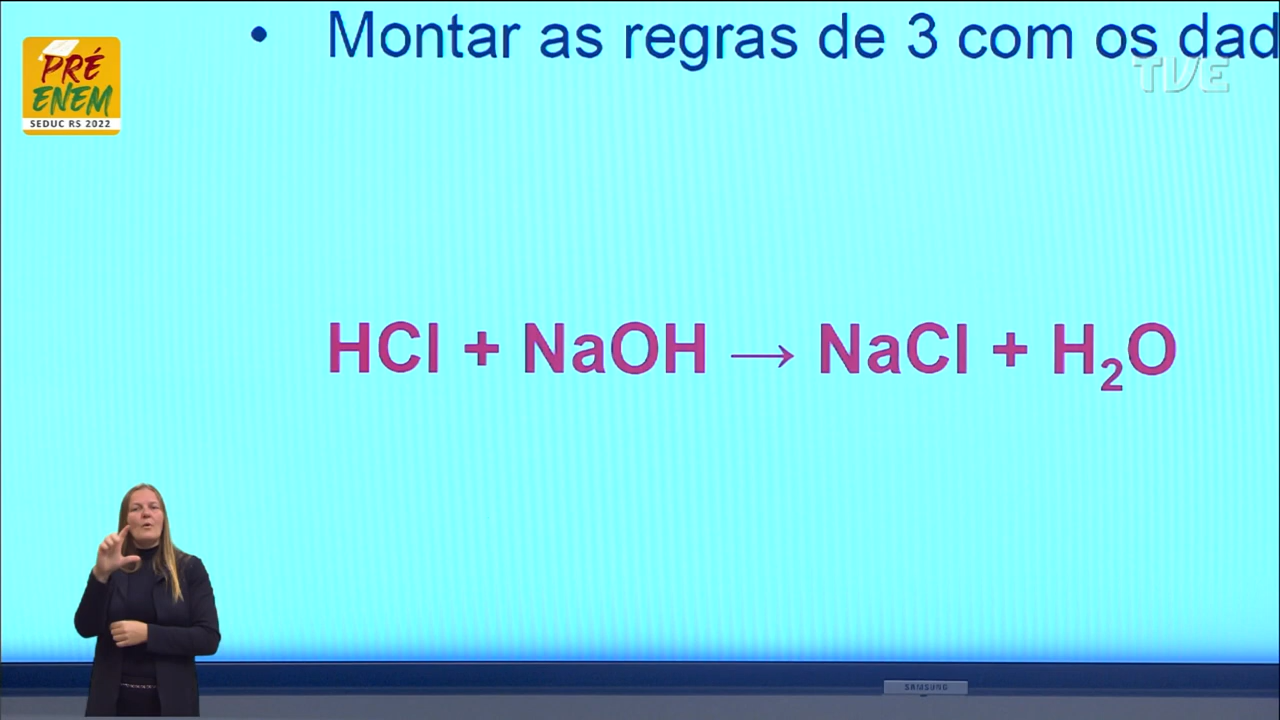 • Montar as regras de 3 com os dad
TVE
PRÉ
ENEM
SEDUC RS 2022
HCl + NaOH → NaCl + H₂O
SAMSUNG